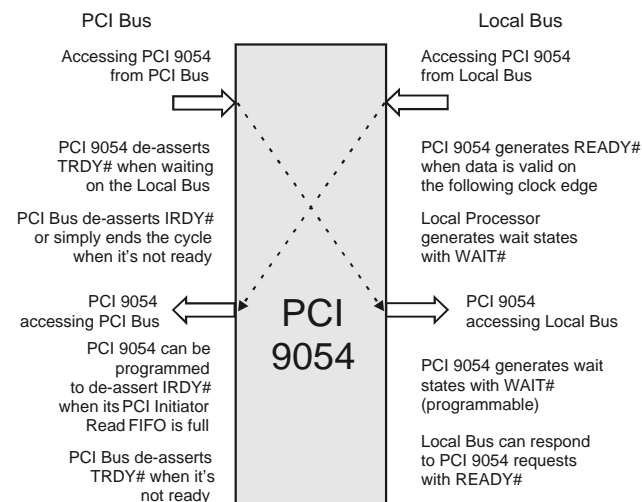 PCI Bus
Accessing PCI 9054
from PCI Bus
PCI 9054 de-asserts
TRDY# when waiting
on the Local Bus
PCI Bus de-asserts IRDY#
or simply ends the cycle
when it's not ready
PCI 9054
accessing PCI Bus
PCI 9054 can be
programmed
to de-assert IRDY#
when its PCI Initiator
Read FIFO is full
PCI Bus de-asserts
TRDY# when it's
not ready
PCI
9054
Local Bus
Accessing PCI 9054
from Local Bus
PCI 9054 generates READY#
when data is valid on
the following clock edge
Local Processor
generates wait states
with WAIT#
PCI 9054
accessing Local Bus
PCI 9054 generates wait
states with WAIT#
(programmable)
Local Bus can respond
to PCI 9054 requests
with READY#